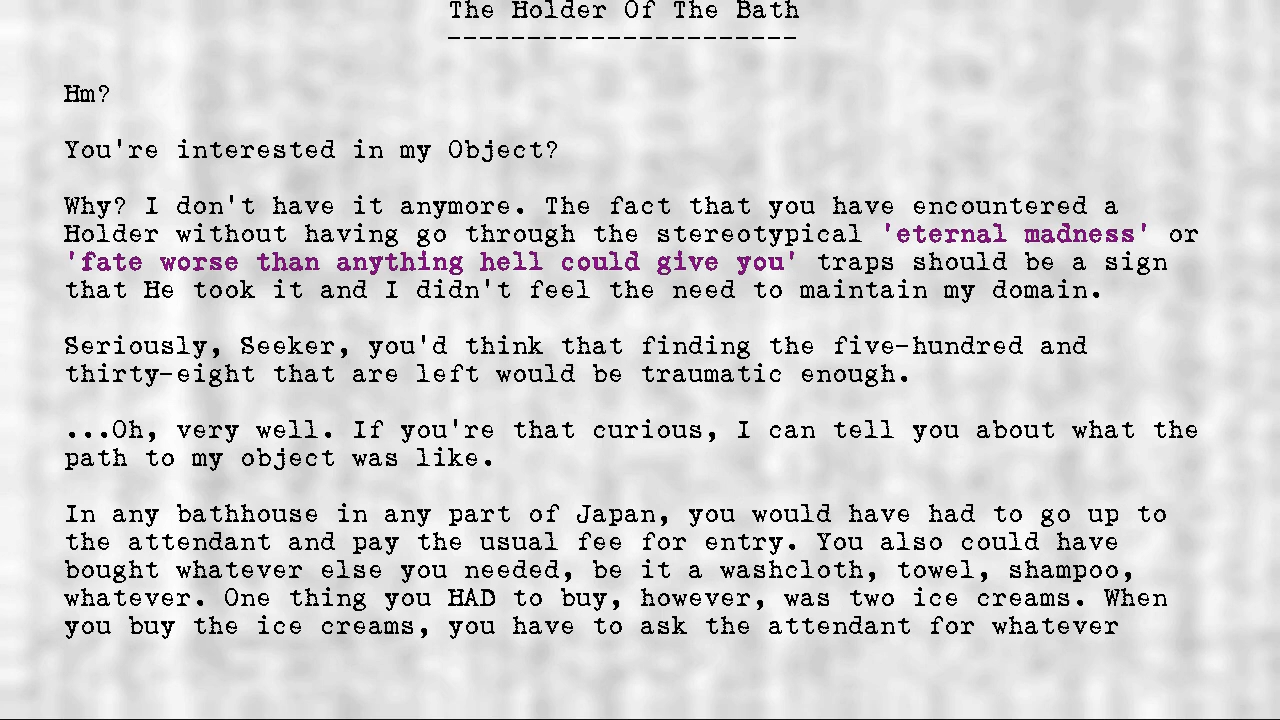 The Holder Of The Bath
----------------------
Hm?
You're interested in my Object?
Why? I don't have it anymore. The fact that you have encountered a
Holder without having go through the stereotypical 'eternal madness' or
'fate worse than anything hell could give you' traps should be a sign
that He took it and I didn't feel the need to maintain my domain.
Seriously, Seeker, you'd think that finding the five-hundred and
thirty-eight that are left would be traumatic enough.
...Oh, very well. If you're that curious, I can tell you about what the
path to my object was like.
In any bathhouse in any part of Japan, you would have had to go up to
the attendant and pay the usual fee for entry. You also could have
bought whatever else you needed, be it a washcloth, towel, shampoo,
whatever. One thing you HAD to buy, however, was two ice creams. When
you buy the ice creams, you have to ask the attendant for whatever